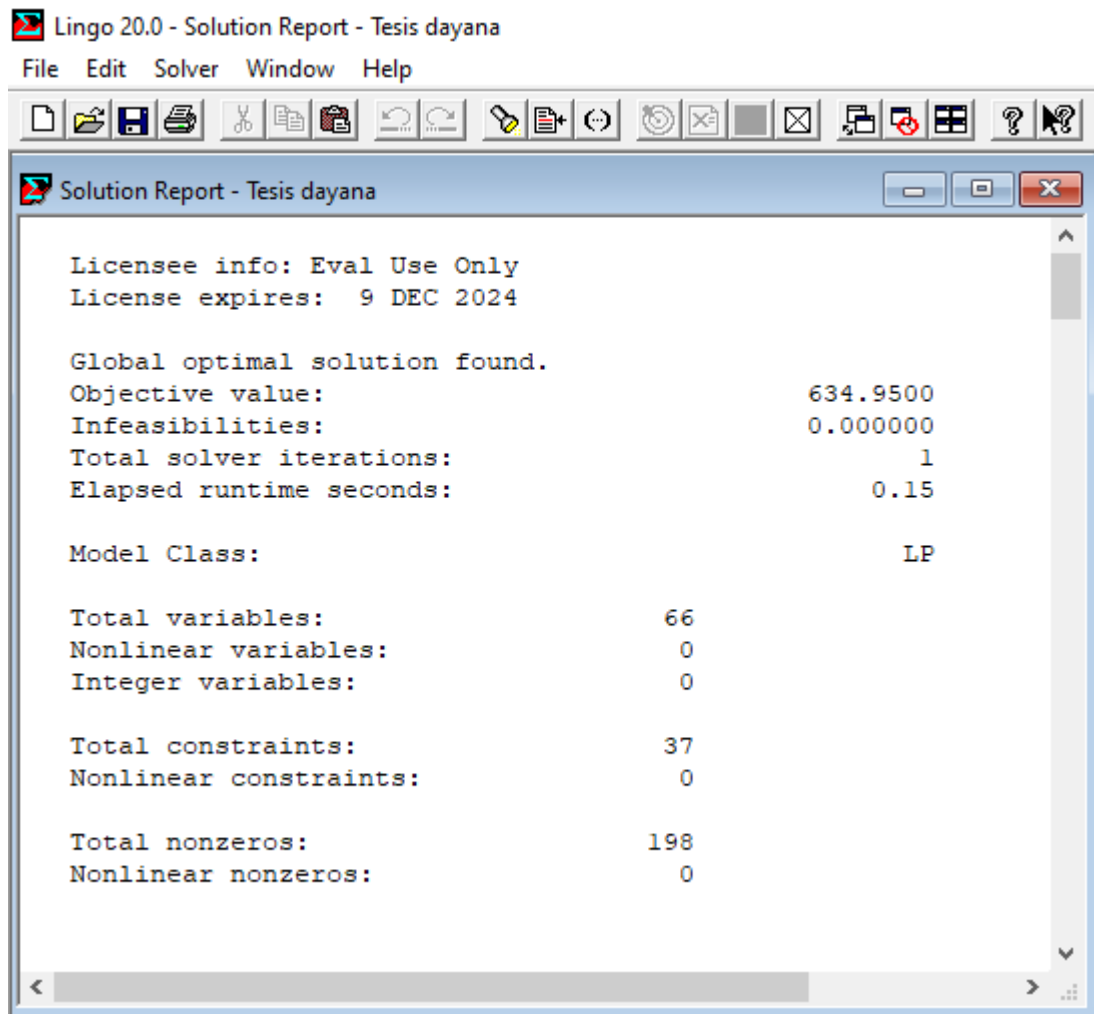 Lingo 20.0 - Solution Report - Tesis dayana
File Edit Solver Window Help
Solution Report - Tesis dayana
Licensee info: Eval Use Only
License expires: 9 DEC 2024
Global optimal solution found.
Objective value: 634.9500
Infeasibilities: 0.000000
Total solver iterations: 1
Elapsed runtime seconds: 0.15
Model Class: LP
Total variables: 66
Nonlinear variables: 0
Integer variables: 0
Total constraints: 37
Nonlinear constraints: 0
Total nonzeros: 198
Nonlinear nonzeros: 0